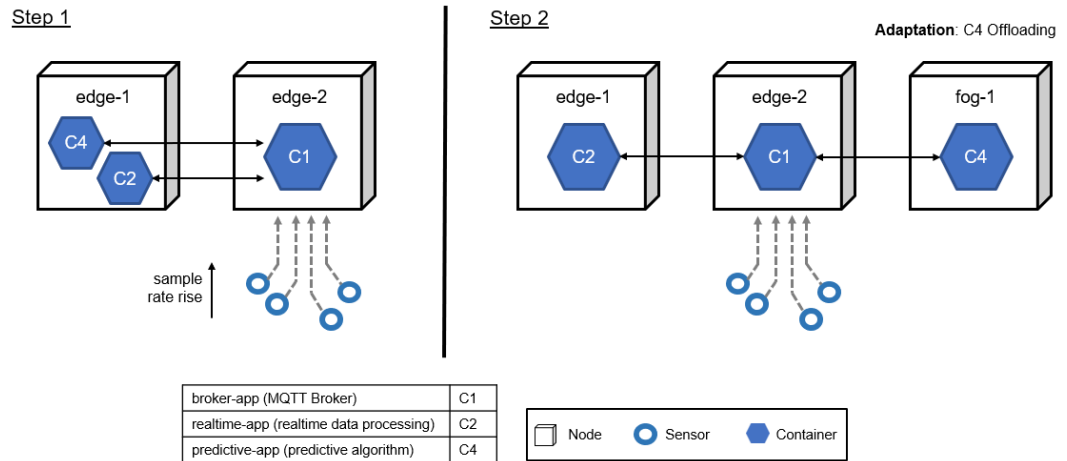 Step 1
edge-1
edge-2
C4
C2
C1
sample
rate rise
Step 2
Adaptation: C4 Offloading
edge-1
edge-2
fog-1
C2
C1
C4
broker-app (MQTT Broker) C1
realtime-app (realtime data processing) C2
predictive-app (predictive algorithm) C4
Node
Sensor
Container